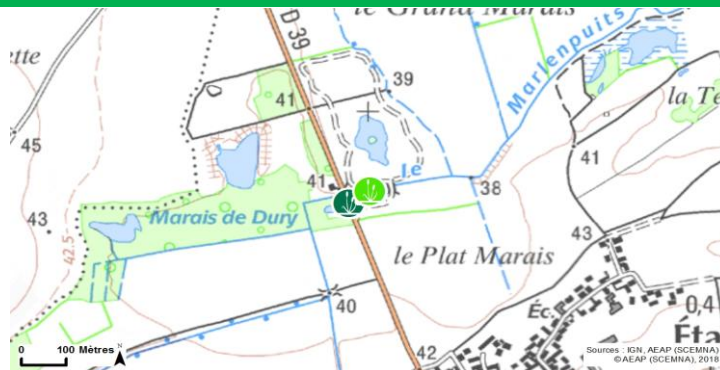 le Grand Marais
D 39
39
Marlenpuits
la Te
41
45
41
41
le
38
43
Marais de Dury
42.5
le Plat Marais
43
40
Éc.
0,4
Éta
42
0 100 Mètres N
Sources : IGN, AEAP (SCEMNA)
© AEAP (SCEMNA), 2018